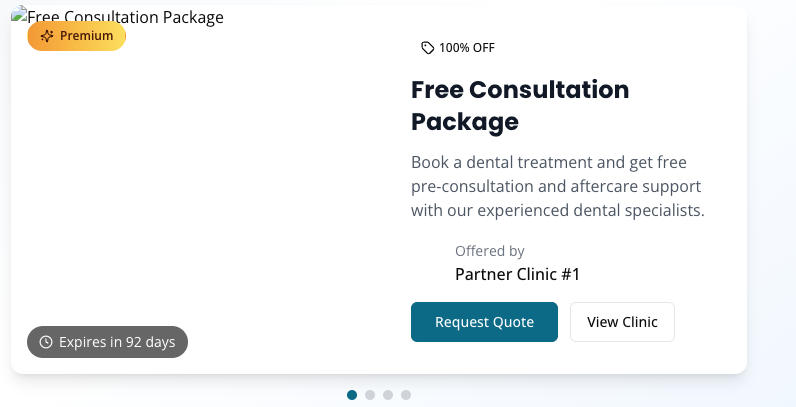 Free Consultation Package
Premium
100% OFF
Free Consultation
Package
Book a dental treatment and get free
pre-consultation and aftercare support
with our experienced dental specialists.
Offered by
Partner Clinic #1
Request Quote
View Clinic
Expires in 92 days